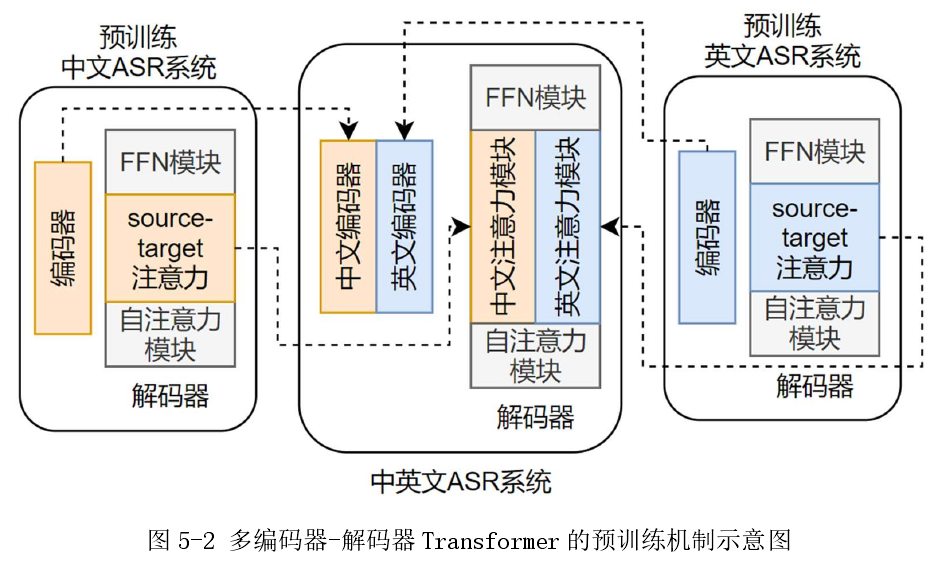 预训练
中文ASR系统
编码器
FFN模块
source-
target
注意力
自注意力
模块
解码器
中文编码器
英文编码器
FFN模块
中文注意力模块
英文注意力模块
自注意力
模块
解码器
中英文ASR系统
预训练
英文ASR系统
编码器
FFN模块
source-
target
注意力
自注意力
模块
解码器
图 5-2 多编码器-解码器 Transformer 的预训练机制示意图